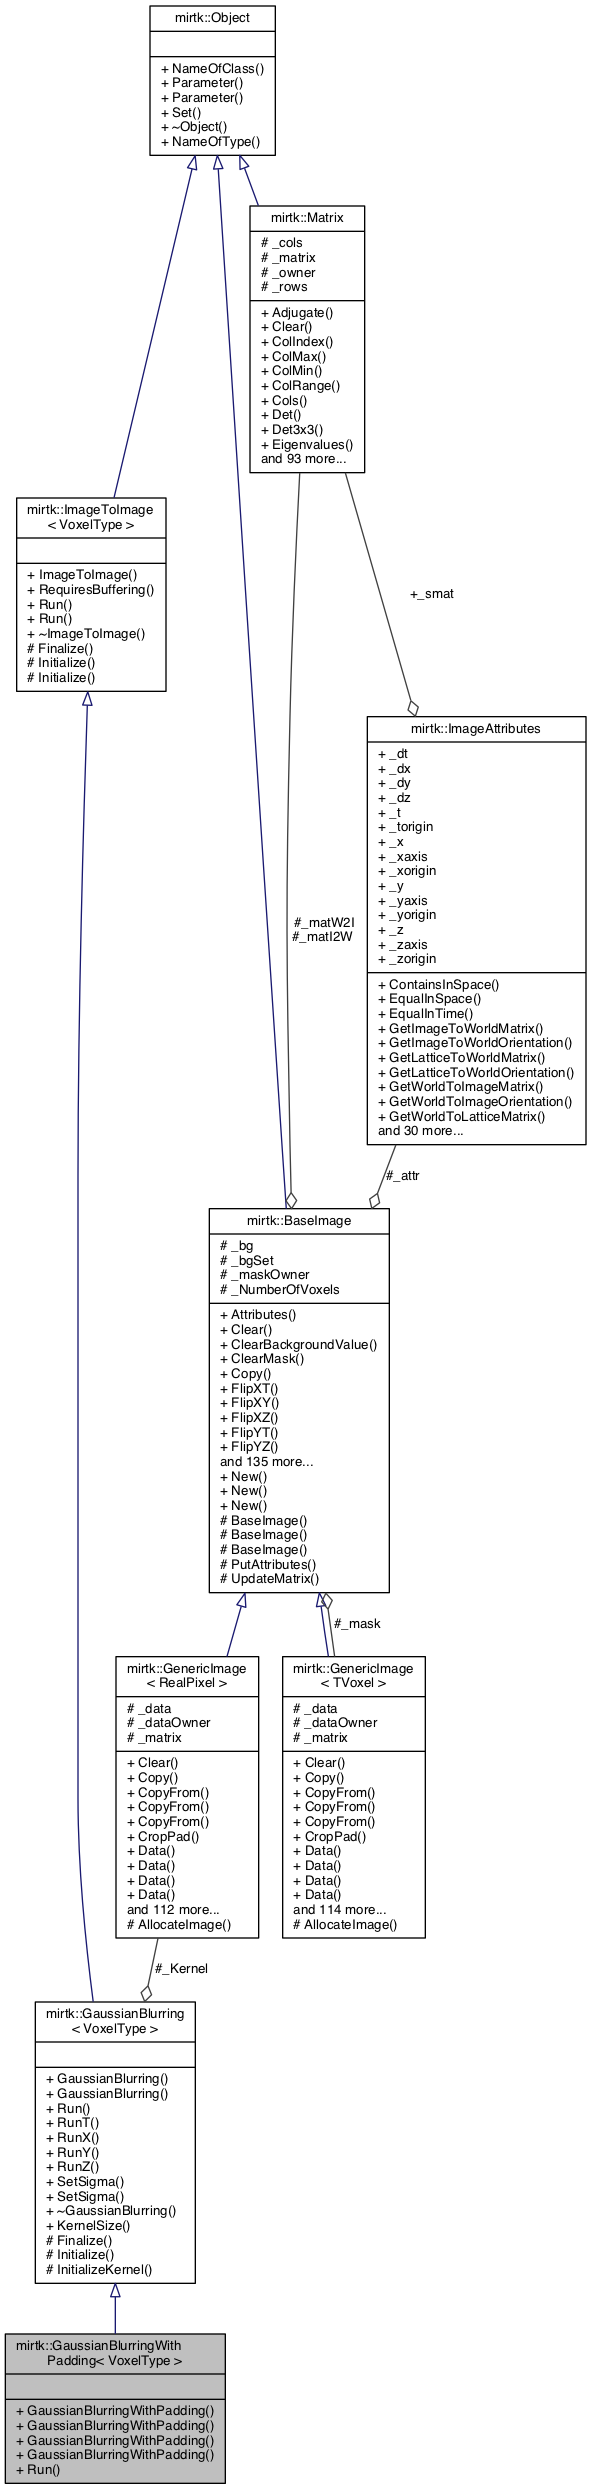 mirtk::Object
+ NameOfClass()
+ Parameter()
+ Parameter()
+ Set()
+ ~Object()
+ NameOfType()
mirtk::Matrix
# _cols
# _matrix
# _owner
# _rows
+ Adjugate()
+ Clear()
+ ColIndex()
+ ColMax()
+ ColMin()
+ ColRange()
+ Cols()
+ Det()
+ Det3x3()
+ Eigenvalues()
and 93 more...
mirtk::ImageToImage
< VoxelType >
+ ImageToImage()
+ RequiresBuffering()
+ Run()
+ Run()
+ ~ImageToImage()
# Finalize()
# Initialize()
# Initialize()
+_smat
mirtk::ImageAttributes
+ _dt
+ _dx
+ _dy
+ _dz
+ _t
+ _torigin
+ _x
+ _xaxis
+ _xorigin
+ _y
+ _yaxis
+ _yorigin
+ _z
+ _zaxis
+ _zorigin
+ ContainsInSpace()
+ EqualInSpace()
+ EqualInTime()
+ GetImageToWorldMatrix()
+ GetImageToWorldOrientation()
+ GetLatticeToWorldMatrix()
+ GetLatticeToWorldOrientation()
+ GetWorldToImageMatrix()
+ GetWorldToImageOrientation()
+ GetWorldToLatticeMatrix()
and 30 more...
#_matW2I
#_matI2W
#_attr
mirtk::BaseImage
# _bg
# _bgSet
# _maskOwner
# _NumberOfVoxels
+ Attributes()
+ Clear()
+ ClearBackgroundValue()
+ ClearMask()
+ Copy()
+ FlipXT()
+ FlipXY()
+ FlipXZ()
+ FlipYT()
+ FlipYZ()
and 135 more...
+ New()
+ New()
+ New()
# BaseImage()
# BaseImage()
# BaseImage()
# PutAttributes()
# UpdateMatrix()
#_mask
mirtk::GenericImage
< RealPixel >
# _data
# _dataOwner
# _matrix
+ Clear()
+ Copy()
+ CopyFrom()
+ CopyFrom()
+ CopyFrom()
+ CropPad()
+ Data()
+ Data()
+ Data()
+ Data()
and 112 more...
# AllocateImage()
mirtk::GenericImage
< TVoxel >
# _data
# _dataOwner
# _matrix
+ Clear()
+ Copy()
+ CopyFrom()
+ CopyFrom()
+ CopyFrom()
+ CropPad()
+ Data()
+ Data()
+ Data()
+ Data()
and 114 more...
# AllocateImage()
#_Kernel
mirtk::GaussianBlurring
< VoxelType >
+ GaussianBlurring()
+ GaussianBlurring()
+ Run()
+ RunT()
+ RunX()
+ RunY()
+ RunZ()
+ SetSigma()
+ SetSigma()
+ ~GaussianBlurring()
+ KernelSize()
# Finalize()
# Initialize()
# InitializeKernel()
mirtk::GaussianBlurringWith
Padding< VoxelType >
+ GaussianBlurringWithPadding()
+ GaussianBlurringWithPadding()
+ GaussianBlurringWithPadding()
+ GaussianBlurringWithPadding()
+ Run()